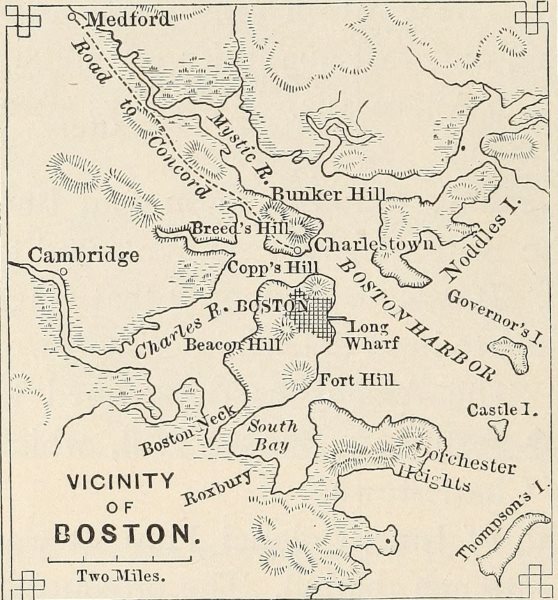 Medford
Road to Concord
Mystic R.
Bunker Hill
Breed's Hill
Charlestown
Noddles I.
Cambridge
Copp's Hill
BOSTON HARBOR
Governor's I.
Charles R.
BOSTON
Long
Wharf
Beacon Hill
Fort Hill
Castle I.
Boston Neck
South
Bay
Dorchester
Heights
Roxbury
Thompson's I.
VICINITY
OF
BOSTON.
Two Miles.